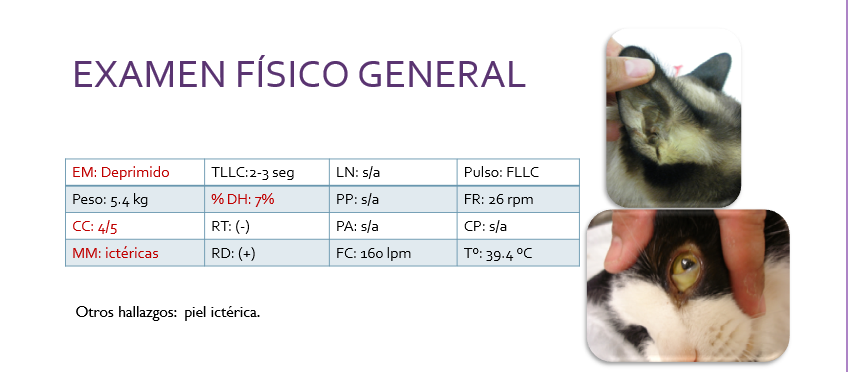 EXAMEN FÍSICO GENERAL
EM: Deprimido TLLC:2-3 seg LN: s/a Pulso: FLLC
Peso: 5.4 kg % DH: 7% PP: s/a FR: 26 rpm
CC: 4/5 RT: (-) PA: s/a CP: s/a
MM: ictéricas RD: (+) FC: 160 lpm Tº: 39.4 ºC
Otros hallazgos: piel ictérica.